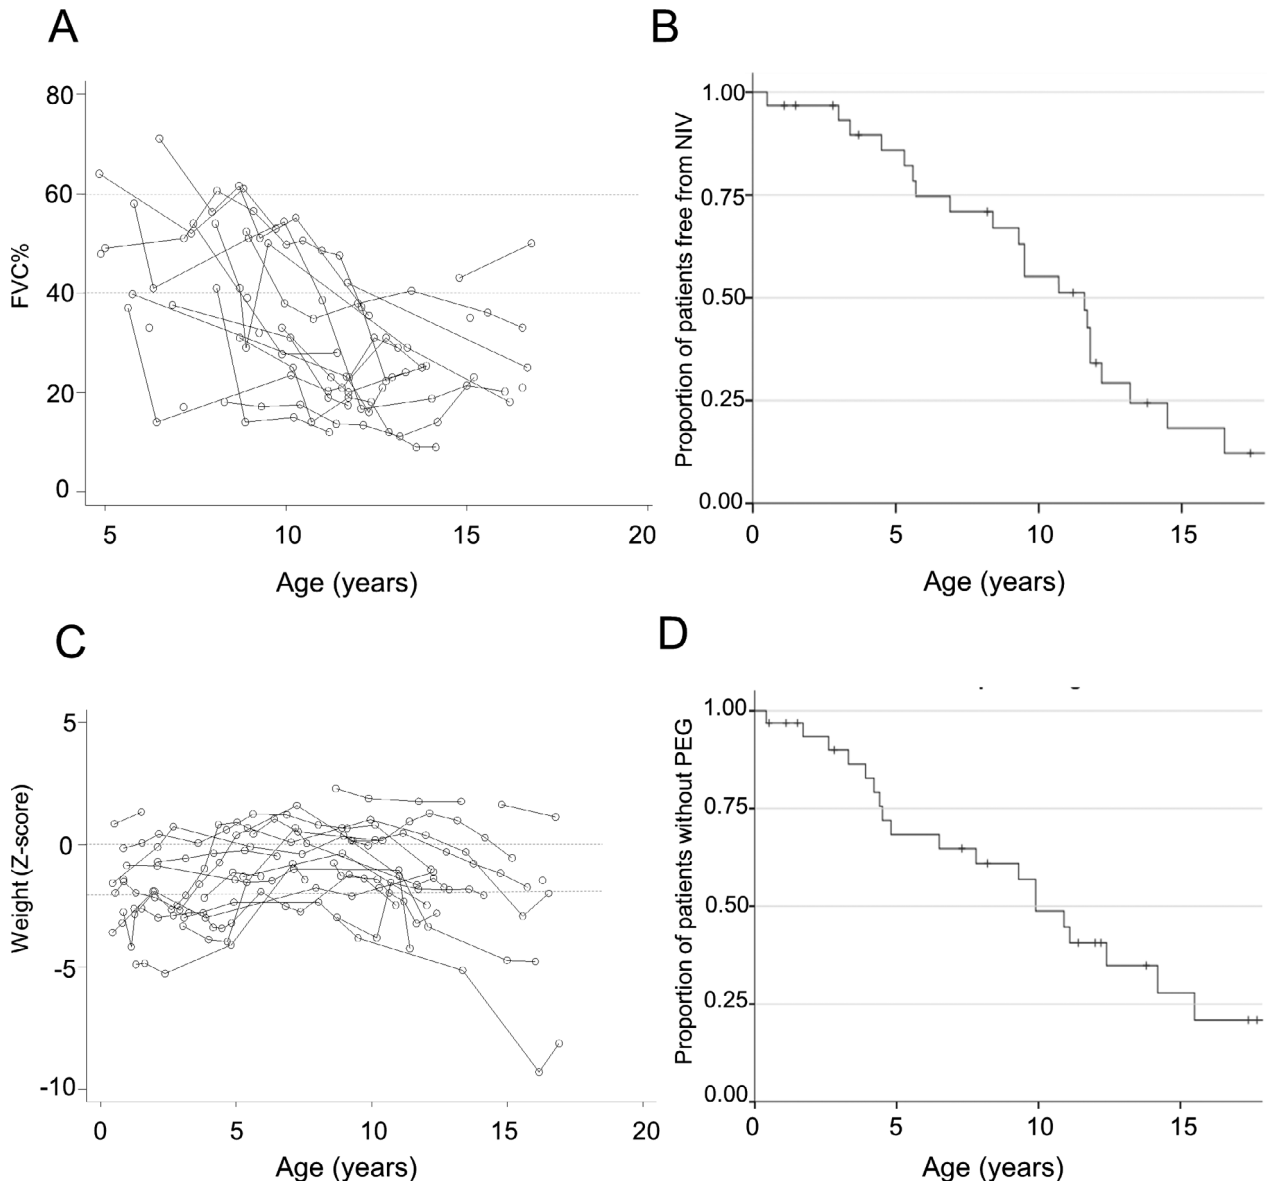 A
80
60
40
20
0
FVC%
5 10 15 20
Age (years)
B
1.00
0.75
0.50
0.25
0.00
Proportion of patients free from NIV
0 5 10 15
Age (years)
C
5
0
-5
-10
Weight (Z-score)
0 5 10 15 20
Age (years)
D
1.00
0.75
0.50
0.25
0.00
Proportion of patients without PEG
0 5 10 15
Age (years)